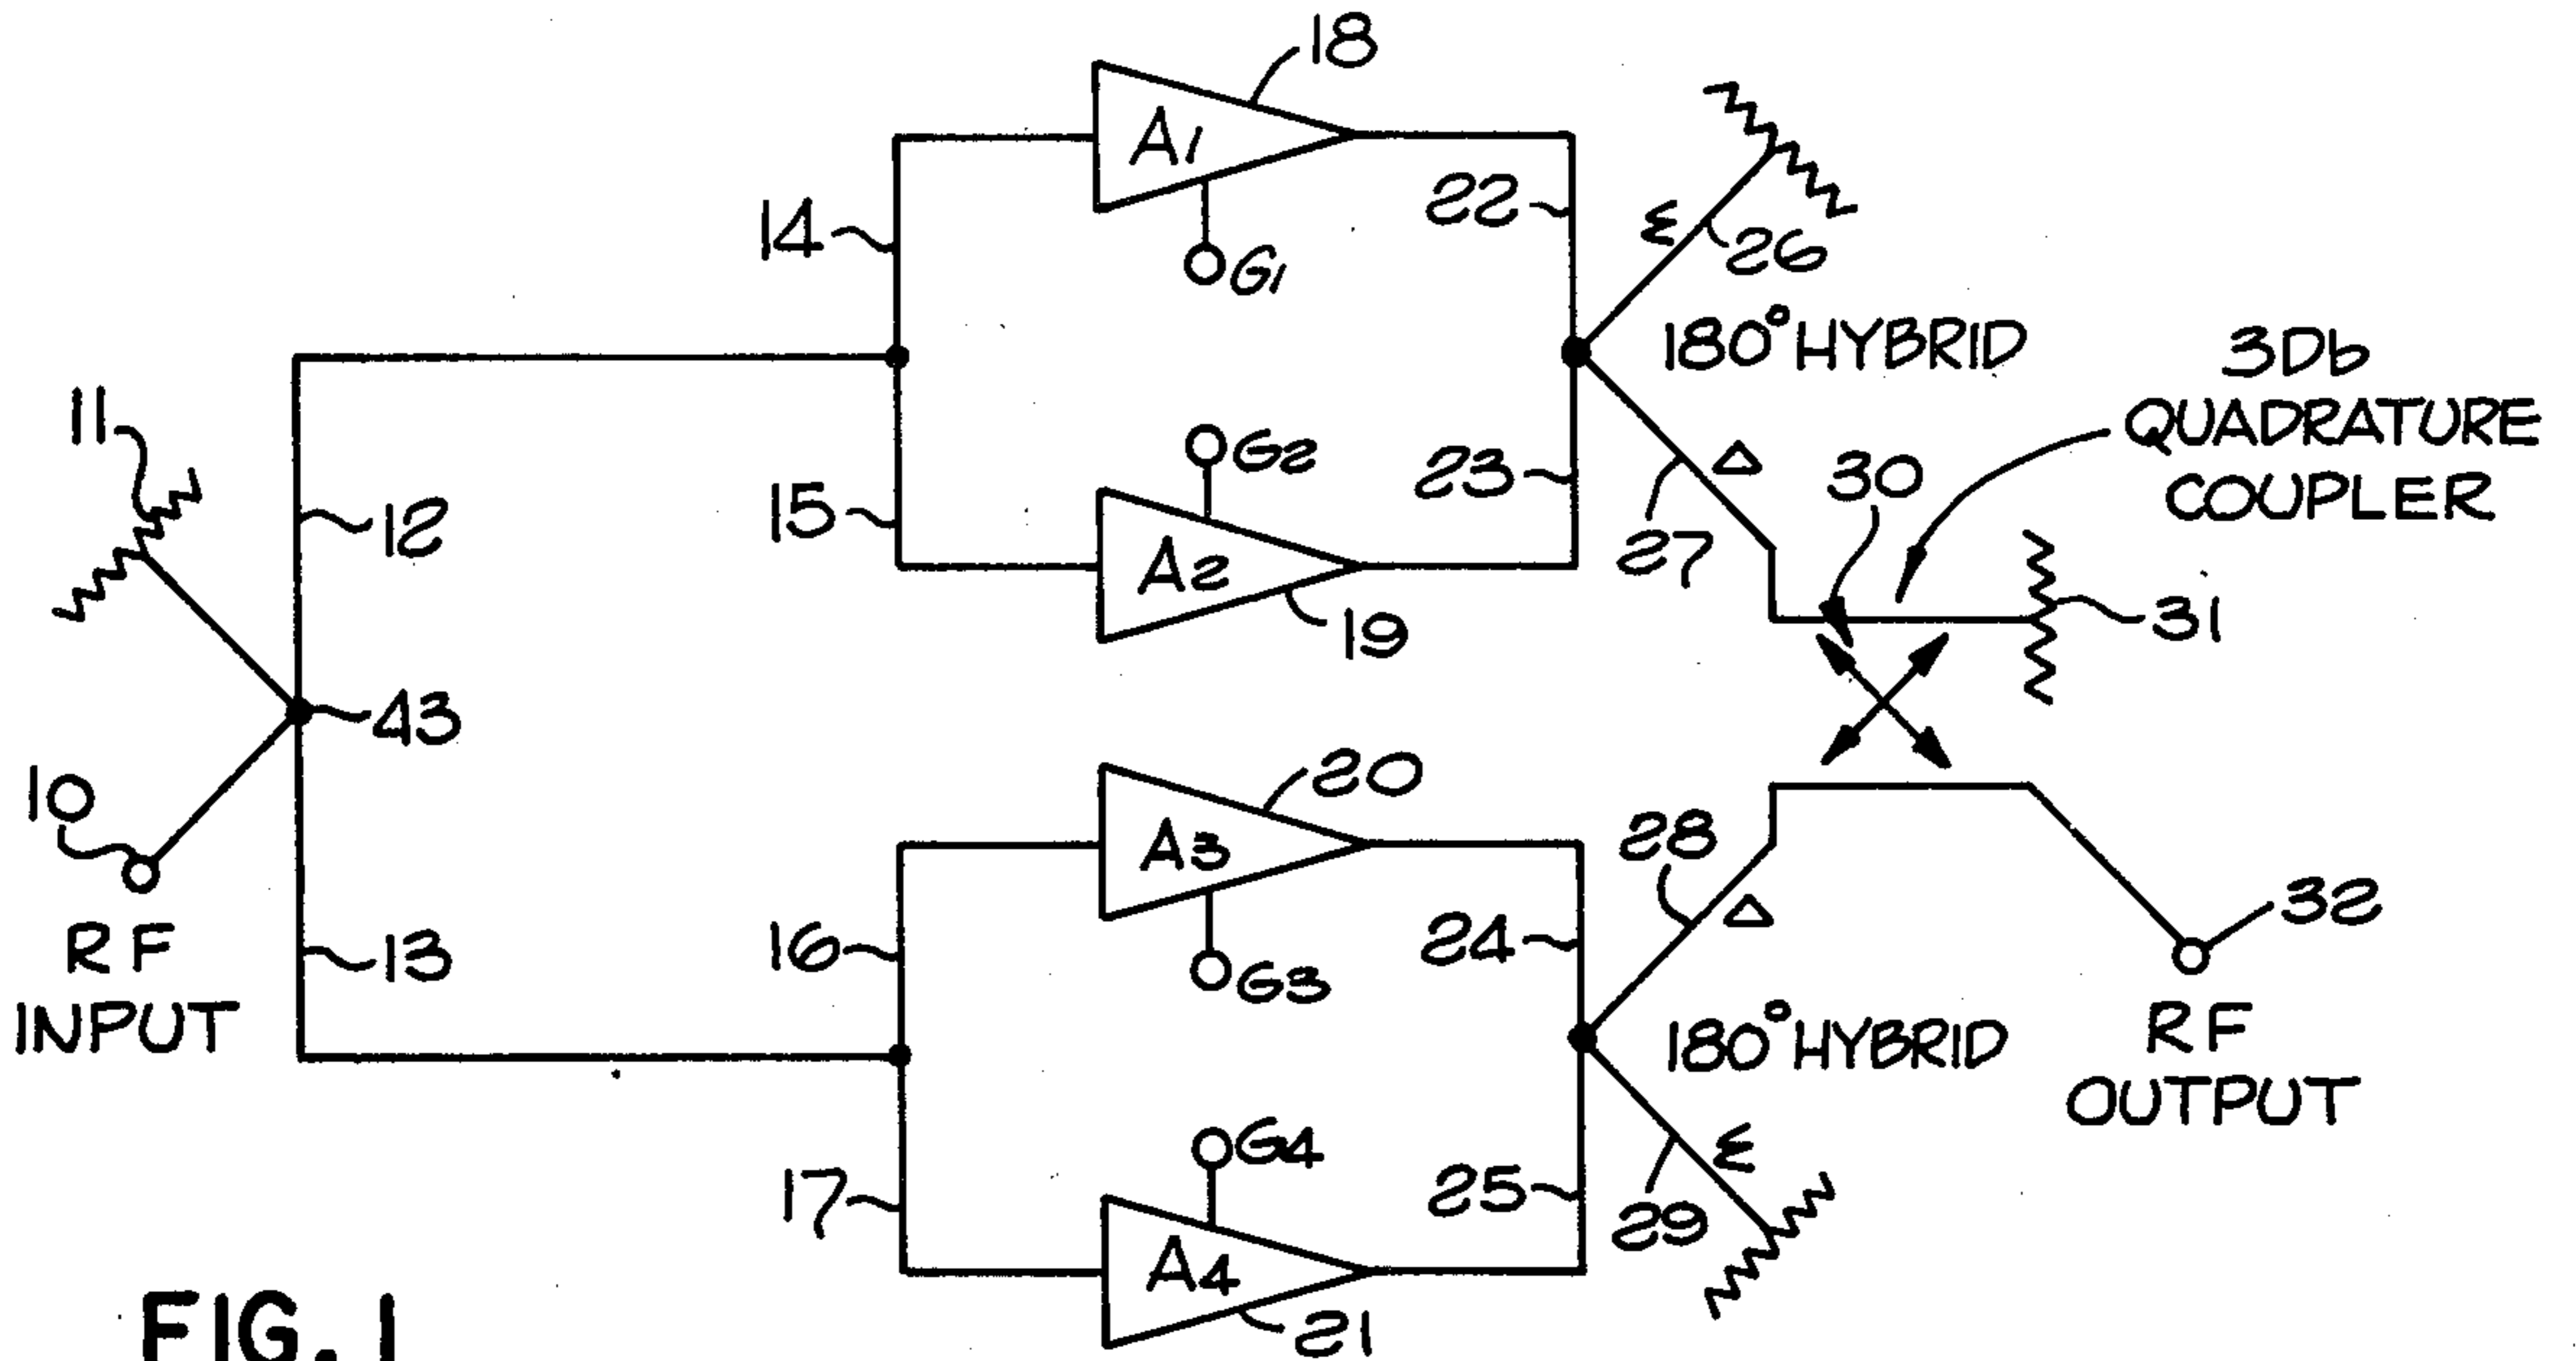 18
A1
G1
14
22
Σ
26
180° HYBRID
3Db
QUADRATURE
COUPLER
11
12
15
G2
A2
19
23
Δ
27
30
31
43
10
RF
INPUT
13
20
A3
G3
16
24
28
Δ
180° HYBRID
32
RF
OUTPUT
17
G4
A4
21
25
29
Σ
FIG. 1